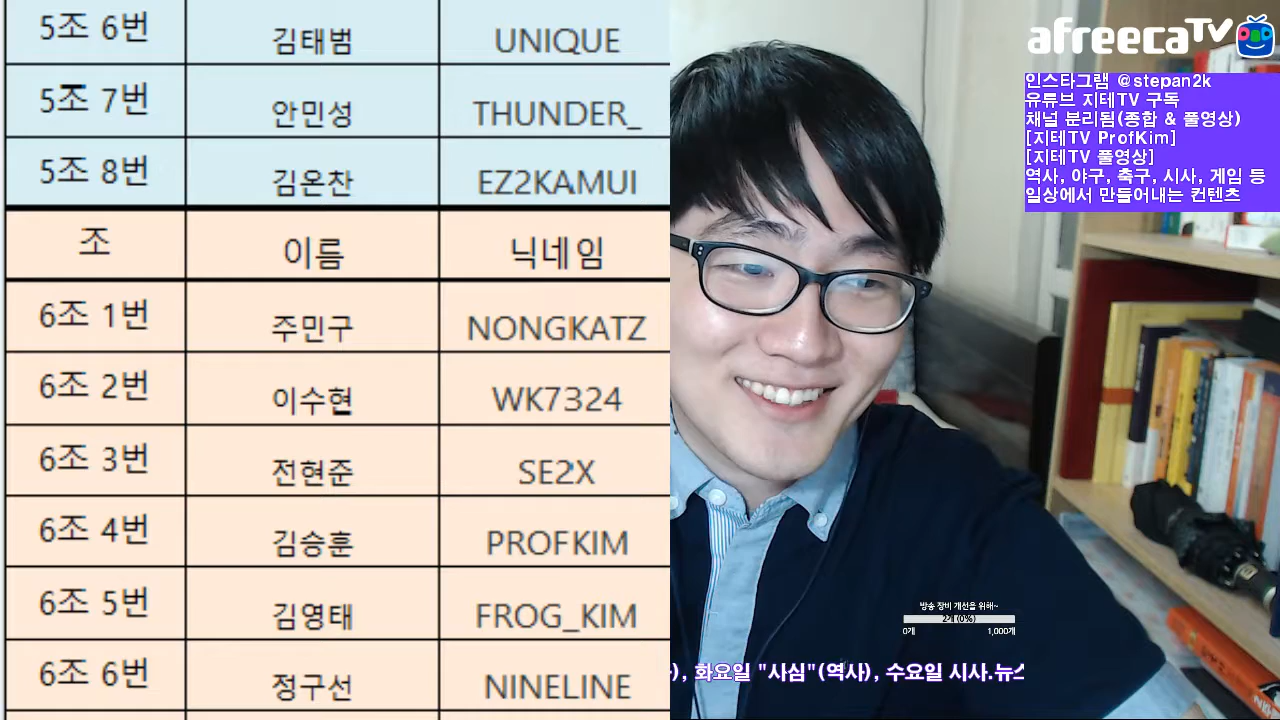 5조 6번 김태범 UNIQUE
5조 7번 안민성 THUNDER_
5조 8번 김온찬 EZ2KAMUI
조 이름 닉네임
6조 1번 주민구 NONGKATZ
6조 2번 이수현 WK7324
6조 3번 전현준 SE2X
6조 4번 김승훈 PROFKIM
6조 5번 김영태 FROG_KIM
6조 6번 정구선 NINELINE
afreecaTV
인스타그램 @stepan2k
유튜브 지테TV 구독
채널 분리됨(종합 & 풀영상)
[지테TV ProfKim]
[지테TV 풀영상]
역사, 야구, 축구, 시사, 게임 등
일상에서 만들어내는 컨텐츠
방송 장비 개선을 위해~
2개 (0%)
0개 1,000개
), 화요일 "사심"(역사), 수요일 시사.뉴스